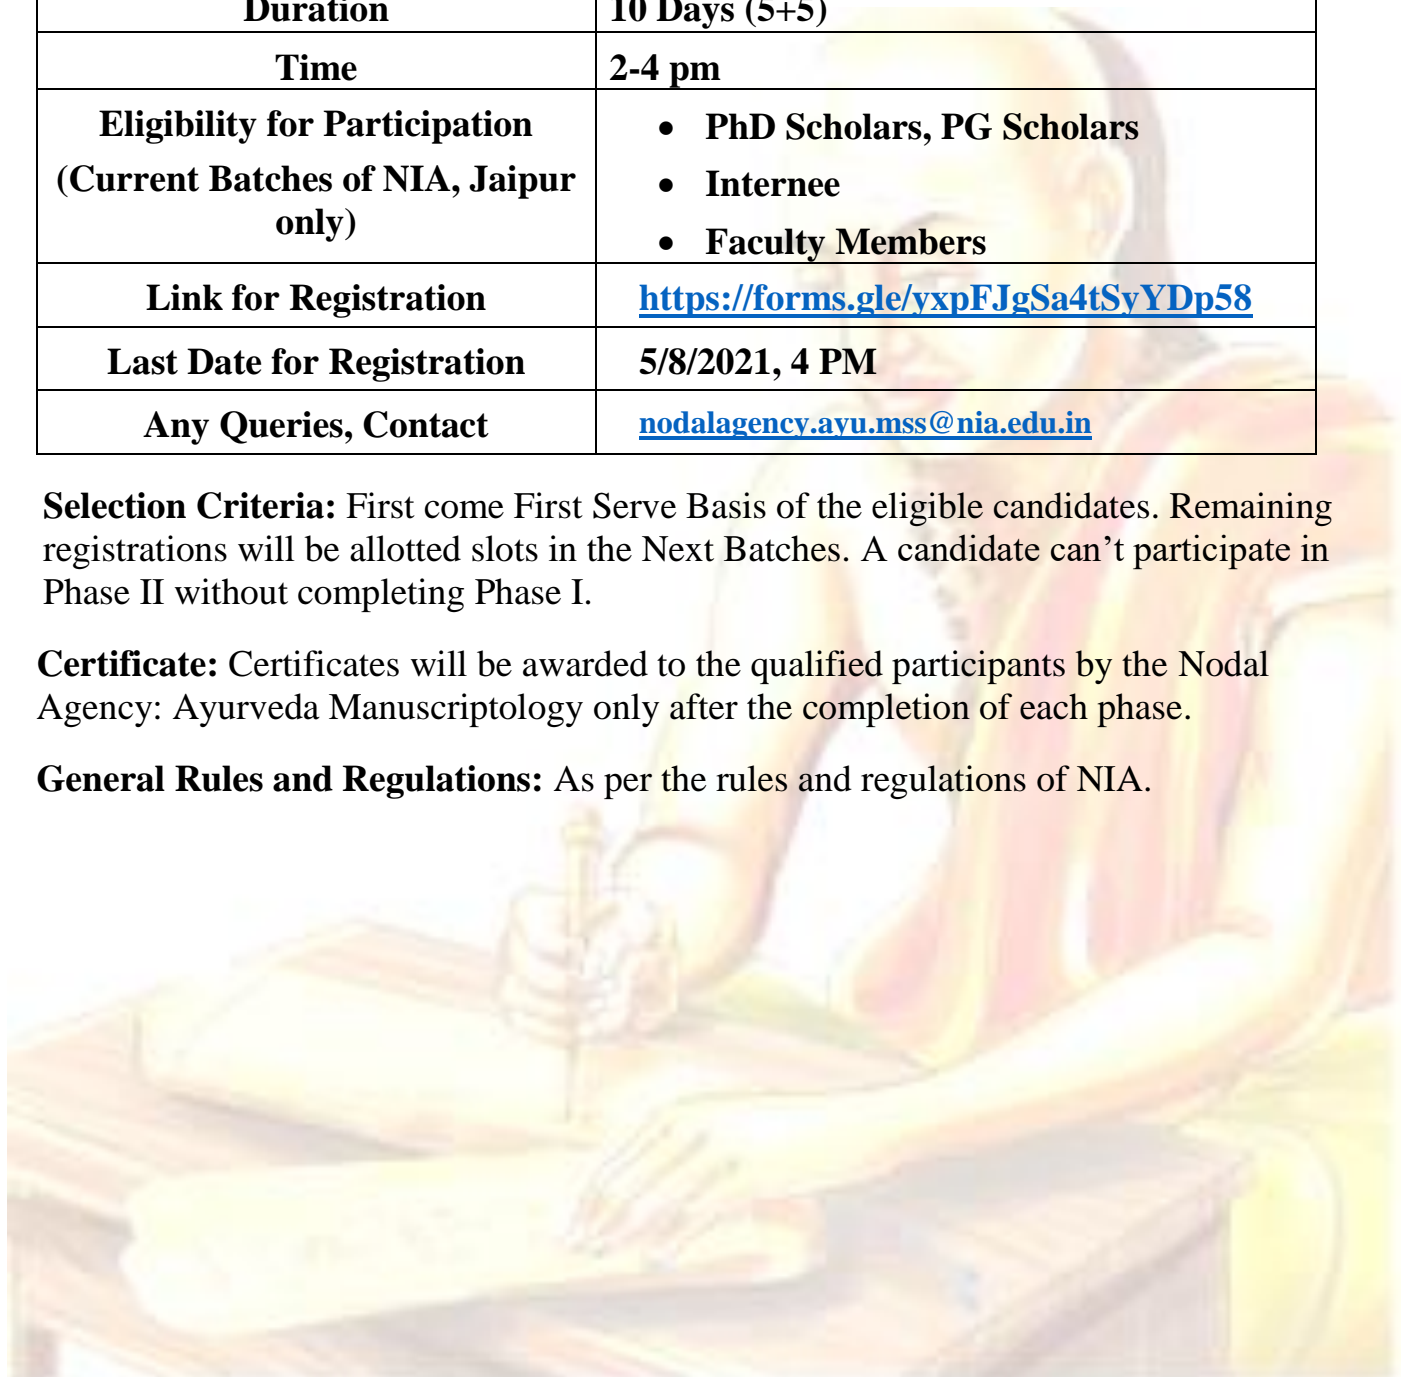 Duration 10 Days (5+5)
Time 2-4 pm
Eligibility for Participation
(Current Batches of NIA, Jaipur
only)
• PhD Scholars, PG Scholars
• Internee
• Faculty Members
Link for Registration https://forms.gle/yxpFJgSa4tSyYDp58
Last Date for Registration 5/8/2021, 4 PM
Any Queries, Contact nodalagency.ayu.mss@nia.edu.in
Selection Criteria: First come First Serve Basis of the eligible candidates. Remaining
registrations will be allotted slots in the Next Batches. A candidate can’t participate in
Phase II without completing Phase I.
Certificate: Certificates will be awarded to the qualified participants by the Nodal
Agency: Ayurveda Manuscriptology only after the completion of each phase.
General Rules and Regulations: As per the rules and regulations of NIA.